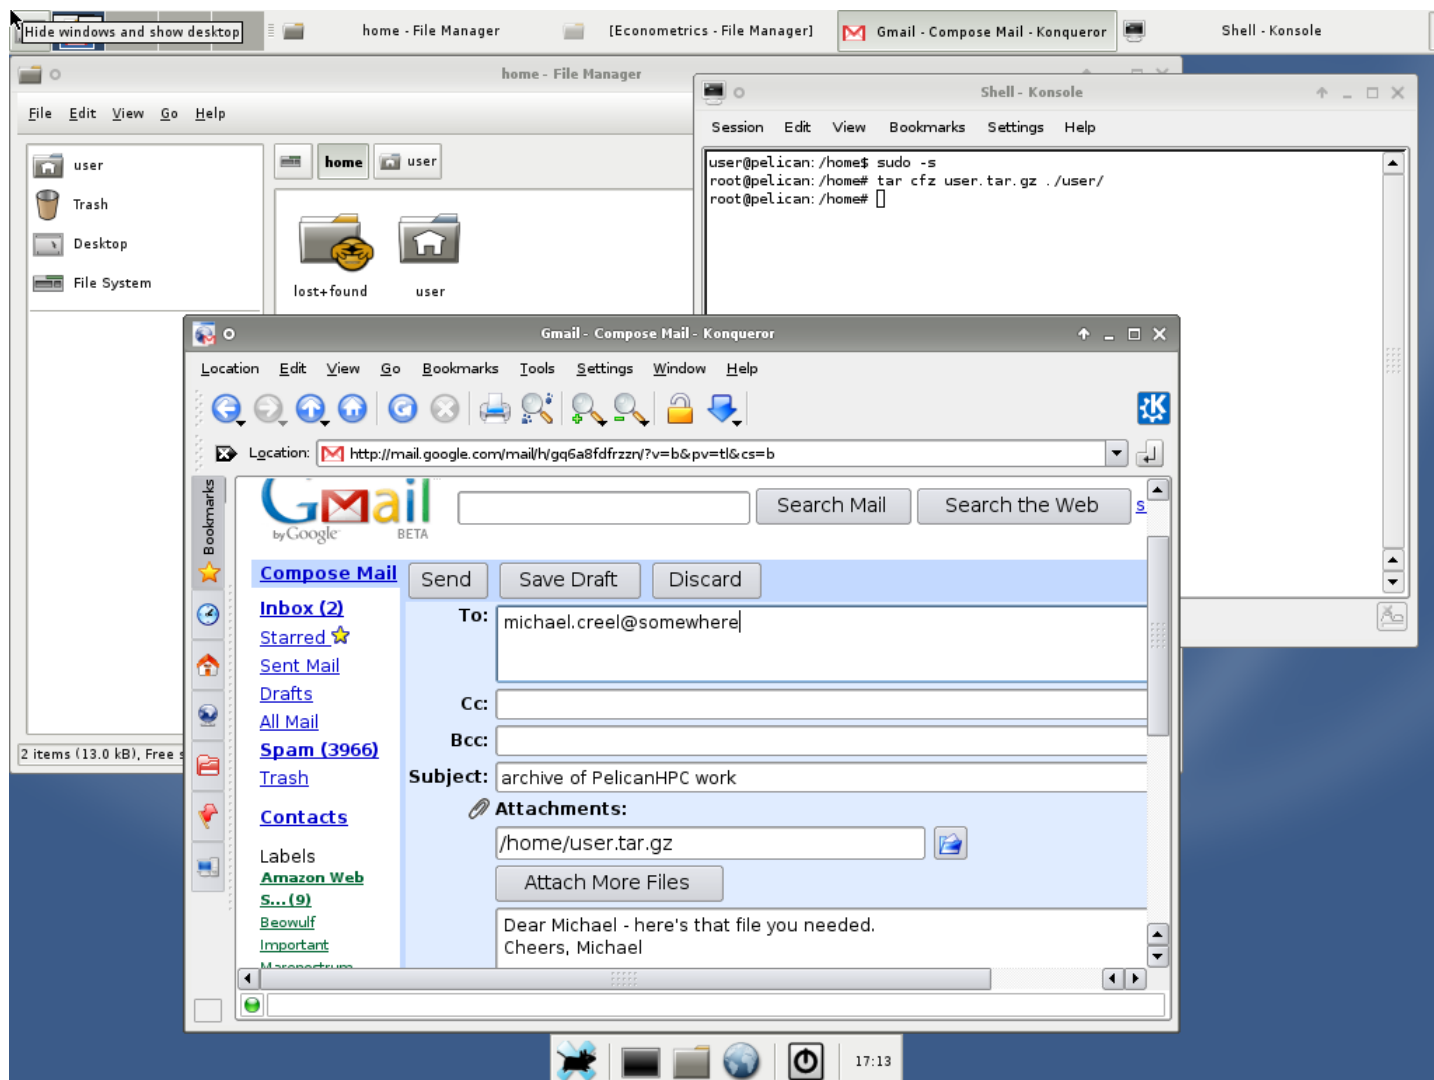 Hide windows and show desktop
home - File Manager
[Econometrics - File Manager]
Gmail - Compose Mail - Konqueror
Shell - Konsole
home - File Manager
File Edit View Go Help
user
Trash
Desktop
File System
home
user
lost+found
user
2 items (13.0 kB), Free
Shell - Konsole
Session Edit View Bookmarks Settings Help
user@pelican:/home$ sudo -s
root@pelican:/home# tar cfz user.tar.gz ./user/
root@pelican:/home#
Gmail - Compose Mail - Konqueror
Location Edit View Go Bookmarks Tools Settings Window Help
Location: http://mail.google.com/mail/h/gq6a8fdfrzzn/?v=b&pv=tl&cs=b
Bookmarks
Gmail
by Google
BETA
Search Mail
Search the Web
Compose Mail
Inbox (2)
Starred
Sent Mail
Drafts
All Mail
Spam (3966)
Trash
Contacts
Labels
Amazon Web
S...(9)
Beowulf
Important
Send
Save Draft
Discard
To: michael.creel@somewhere
Cc:
Bcc:
Subject: archive of PelicanHPC work
Attachments:
/home/user.tar.gz
Attach More Files
Dear Michael - here's that file you needed.
Cheers, Michael
17:13